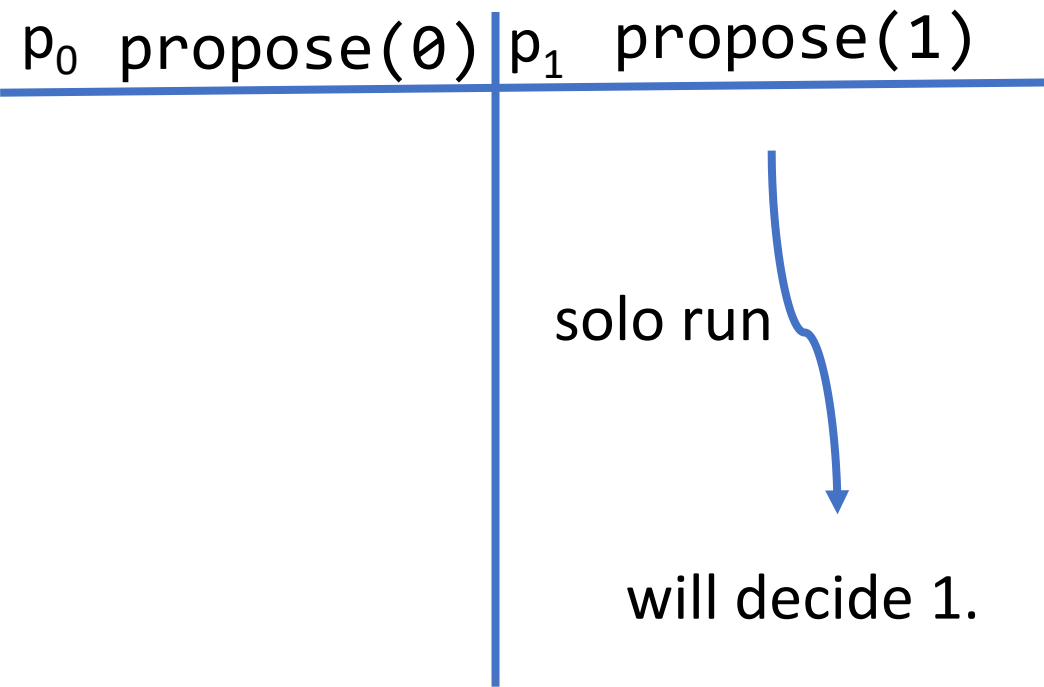 p₀ propose(0) p₁ propose(1)
solo run
will decide 1.